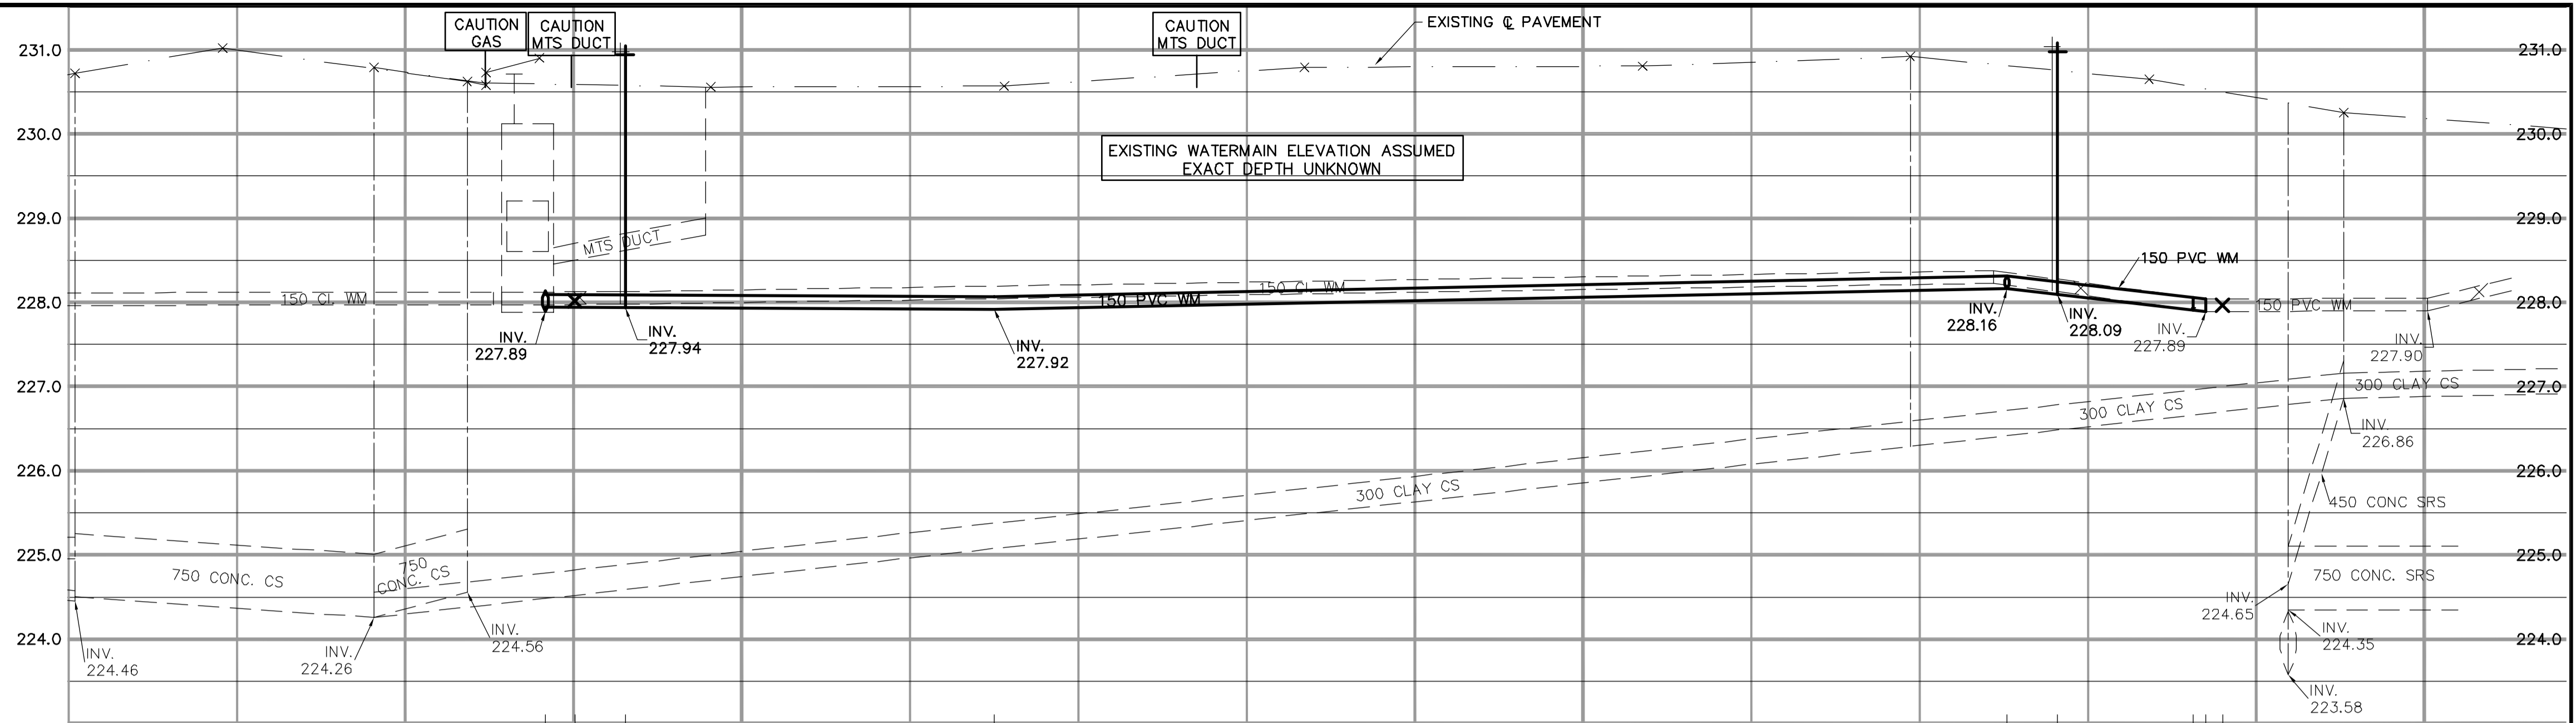 CAUTION
GAS
CAUTION
MTS DUCT
CAUTION
MTS DUCT
EXISTING ℄ PAVEMENT
231.0
231.0
230.0
230.0
EXISTING WATERMAIN ELEVATION ASSUMED
EXACT DEPTH UNKNOWN
229.0
229.0
MTS DUCT
150 PVC WM
228.0
150 CI. WM
150 PVC WM
150 CI. WM
150 PVC WM
228.0
INV.
227.89
INV.
227.94
INV.
227.92
INV.
228.16
INV.
228.09
INV.
227.89
INV.
227.90
227.0
227.0
300 CLAY CS
300 CLAY CS
INV.
226.86
226.0
226.0
300 CLAY CS
450 CONC SRS
225.0
225.0
750 CONC. CS
750
CONC. CS
750 CONC. SRS
INV.
224.65
224.0
224.0
INV.
224.46
INV.
224.26
INV.
224.56
INV.
224.35
INV.
223.58